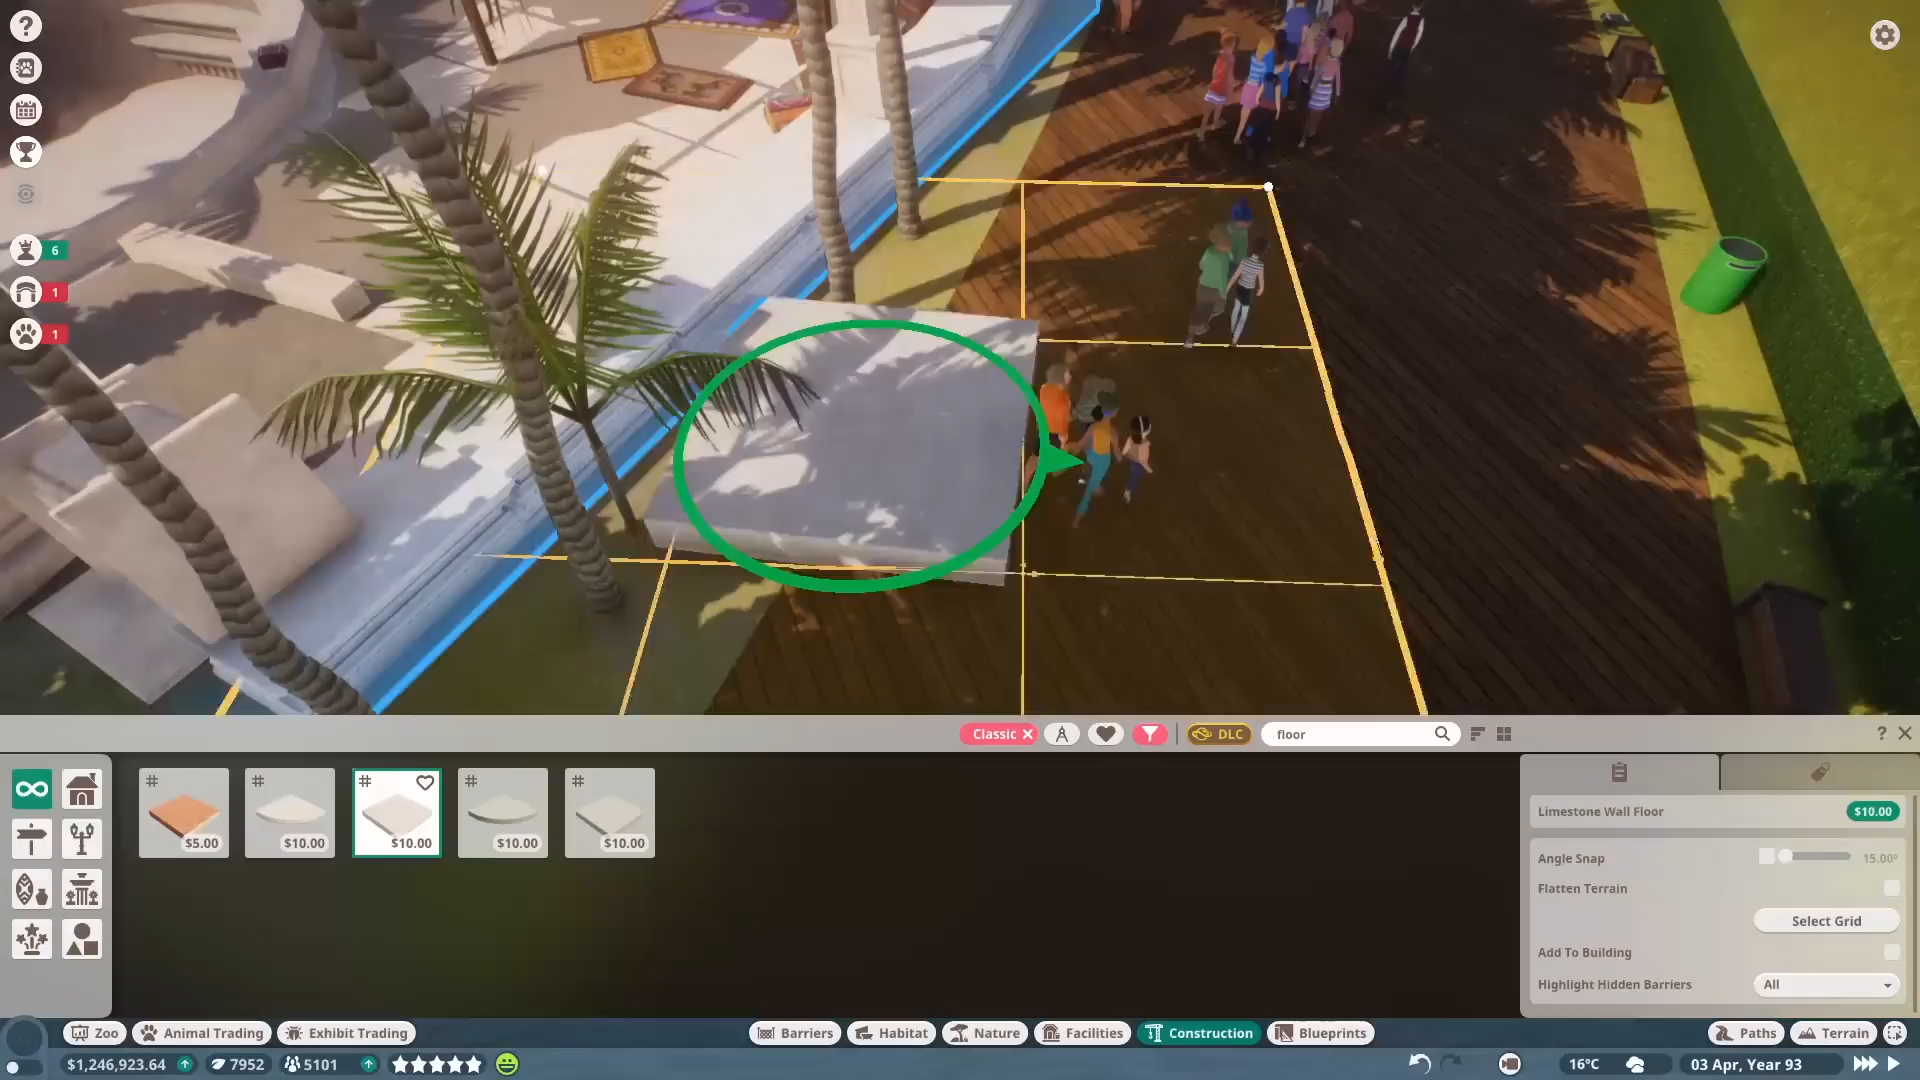 ?
6
1
1
Classic ×
DLC
floor
?
$5.00
$10.00
$10.00
$10.00
$10.00
Limestone Wall Floor
$10.00
Angle Snap
15.00°
Flatten Terrain
Select Grid
Add To Building
Highlight Hidden Barriers
All
Zoo
Animal Trading
Exhibit Trading
Barriers
Habitat
Nature
Facilities
Construction
Blueprints
Paths
Terrain
$1,246,923.64
7952
5101
16°C
03 Apr, Year 93